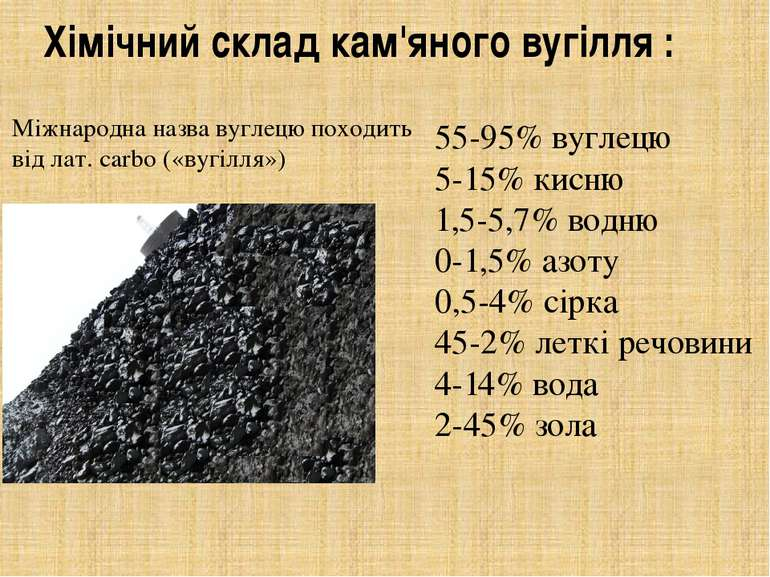 Хімічний склад кам'яного вугілля :
Міжнародна назва вуглецю походить
від лат. carbo («вугілля»)
55-95% вуглецю
5-15% кисню
1,5-5,7% водню
0-1,5% азоту
0,5-4% сірка
45-2% леткі речовини
4-14% вода
2-45% зола